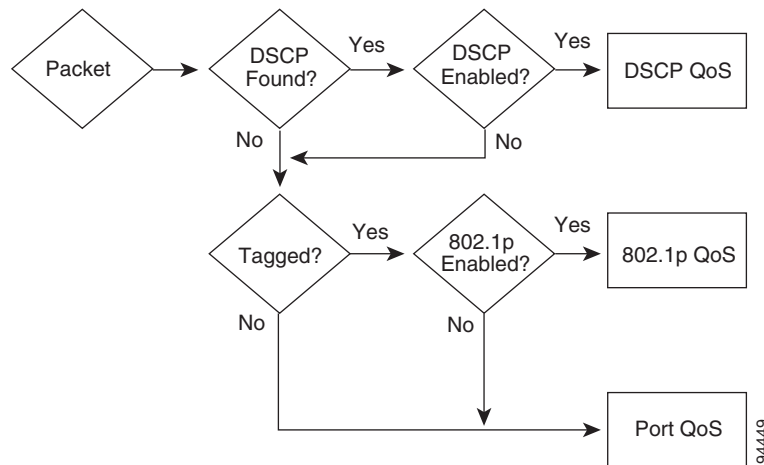 Packet
DSCP
Found?
Yes
DSCP
Enabled?
Yes
DSCP QoS
No
No
Tagged?
Yes
802.1p
Enabled?
Yes
802.1p QoS
No
No
Port QoS
94449